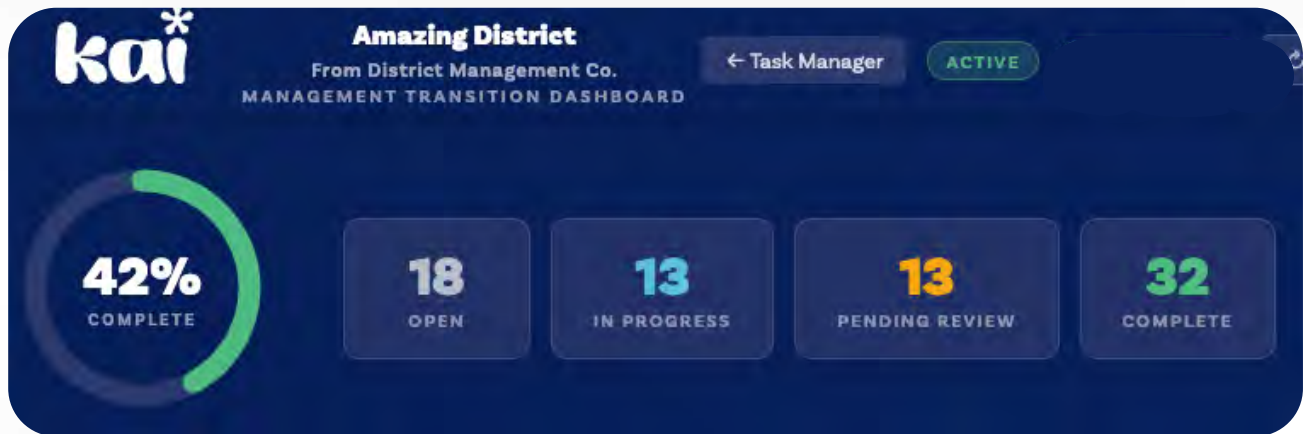 kai*
Amazing District
From District Management Co.
MANAGEMENT TRANSITION DASHBOARD
← Task Manager
ACTIVE
42%
COMPLETE
18
OPEN
13
IN PROGRESS
13
PENDING REVIEW
32
COMPLETE